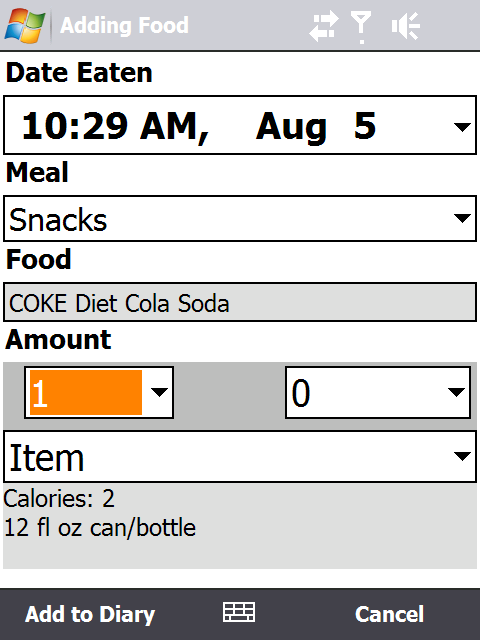 Adding Food
Date Eaten
10:29 AM, Aug 5
Meal
Snacks
Food
COKE Diet Cola Soda
Amount
1 0
Item
Calories: 2
12 fl oz can/bottle
Add to Diary Cancel